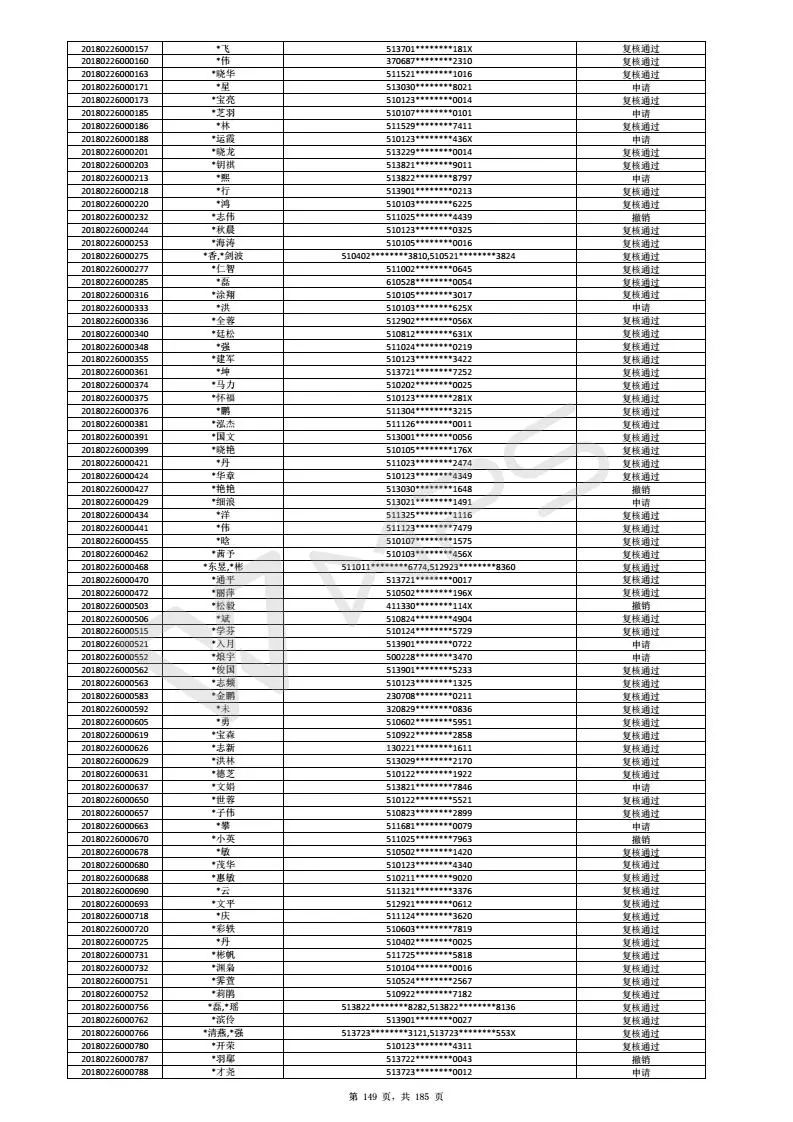 20180226000157 *飞 513701********181X 复核通过
20180226000160 *伟 370687********2310 复核通过
20180226000163 *晓华 511521********1016 复核通过
20180226000171 *星 513030********8021 申请
20180226000173 *宝亮 510123********0014 复核通过
20180226000185 *芝羽 510107********0101 申请
20180226000186 *林 511529********7411 复核通过
20180226000188 *运霞 510123********436X 申请
20180226000201 *晓龙 513229********0014 复核通过
20180226000203 *钥祺 513821********9011 复核通过
20180226000213 *熙 513822********8797 申请
20180226000218 *行 513901********0213 复核通过
20180226000220 *鸿 510103********6225 复核通过
20180226000232 *志伟 511025********4439 撤销
20180226000244 *秋晨 510123********0325 复核通过
20180226000253 *海涛 510105********0016 复核通过
20180226000275 *香,*剑波 510402********3810,510521********3824 复核通过
20180226000277 *仁智 511002********0645 复核通过
20180226000285 *磊 610528********0054 复核通过
20180226000316 *涂翔 510105********3017 复核通过
20180226000333 *洪 510103********625X 申请
20180226000336 *全蓉 512902********056X 复核通过
20180226000340 *廷松 510812********631X 复核通过
20180226000348 *强 511024********0219 复核通过
20180226000355 *建军 510123********3422 复核通过
20180226000361 *坤 513721********7252 复核通过
20180226000374 *马力 510202********0025 复核通过
20180226000375 *怀福 510123********281X 复核通过
20180226000376 *鹏 511304********3215 复核通过
20180226000381 *泓杰 511126********0011 复核通过
20180226000391 *国文 513001********0056 复核通过
20180226000399 *晓艳 510105********176X 复核通过
20180226000421 *丹 511023********2474 复核通过
20180226000424 *华章 510123********4349 复核通过
20180226000427 *艳艳 513030********1648 撤销
20180226000429 *细浪 513021********1491 申请
20180226000434 *洋 511325********1116 复核通过
20180226000441 *伟 511123********7479 复核通过
20180226000455 *晗 510107********1575 复核通过
20180226000462 *茜予 510103********456X 复核通过
20180226000468 *东昱,*彬 511011********6774,512923********8360 复核通过
20180226000470 *通平 513721********0017 复核通过
20180226000472 *丽萍 510502********196X 复核通过
20180226000503 *松毅 411330********114X 撤销
20180226000506 *斌 510824********4904 复核通过
20180226000515 *学芬 510124********5729 复核通过
20180226000521 *入月 513901********0722 申请
20180226000552 *烺宇 500228********3470 申请
20180226000562 *俊国 513901********5233 复核通过
20180226000563 *志频 510123********1325 复核通过
20180226000583 *金鹏 230708********0211 复核通过
20180226000592 *未 320829********0836 复核通过
20180226000605 *勇 510602********5951 复核通过
20180226000619 *宝森 510922********2858 复核通过
20180226000626 *志新 130221********1611 复核通过
20180226000629 *洪林 513029********2170 复核通过
20180226000631 *德芝 510122********1922 复核通过
20180226000637 *文娟 513821********7846 申请
20180226000650 *世蓉 510122********5521 复核通过
20180226000657 *子伟 510823********2899 复核通过
20180226000663 *攀 511681********0079 申请
20180226000670 *小英 511025********7963 撤销
20180226000678 *敏 510502********1420 复核通过
20180226000680 *茂华 510123********4340 复核通过
20180226000688 *惠敏 510211********9020 复核通过
20180226000690 *云 511321********3376 复核通过
20180226000693 *文平 512921********0612 复核通过
20180226000718 *庆 511124********3620 复核通过
20180226000720 *彩轶 510603********7819 复核通过
20180226000725 *丹 510402********0025 复核通过
20180226000731 *彬帆 511725********5818 复核通过
20180226000732 *渊枭 510104********0016 复核通过
20180226000751 *霁萱 510524********2567 复核通过
20180226000752 *莉鹃 510922********7182 复核通过
20180226000756 *磊,*瑶 513822********8282,513822********8136 复核通过
20180226000762 *滨伶 513901********0027 复核通过
20180226000766 *清燕,*强 513723********3121,513723********553X 复核通过
20180226000780 *开荣 510123********4311 复核通过
20180226000787 *羽鄢 513722********0043 撤销
20180226000788 *才尧 513723********0012 申请
第 149 页，共 185 页